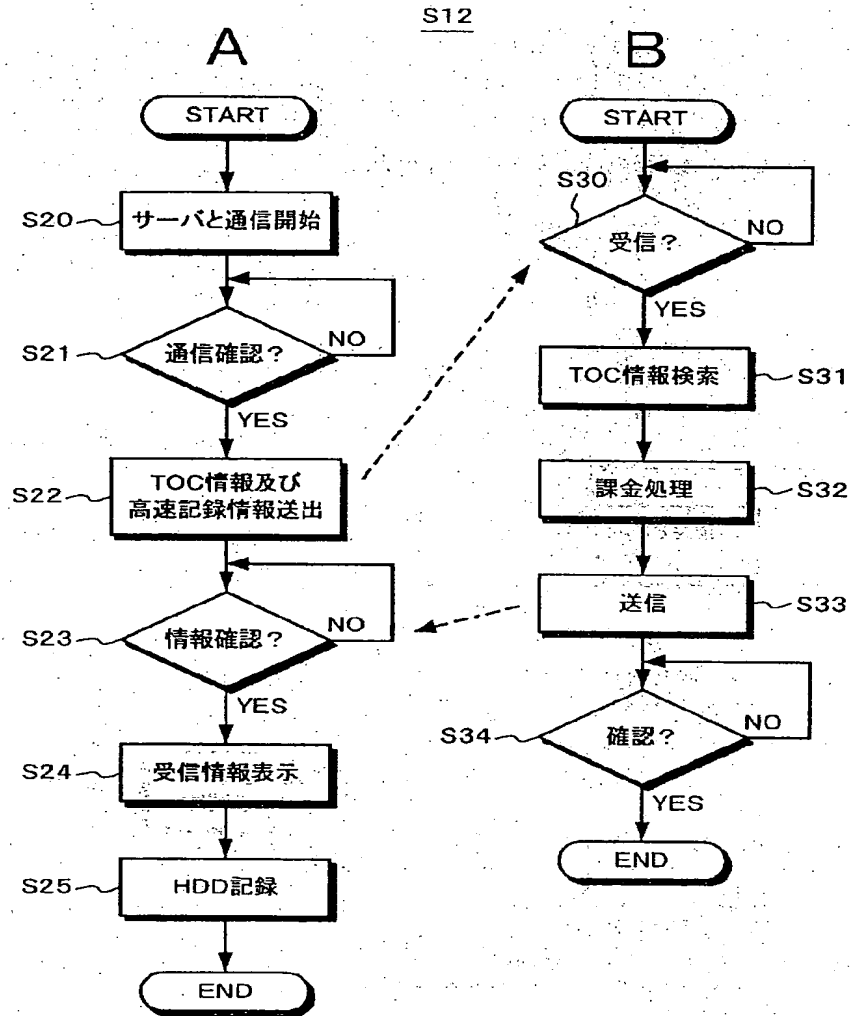 S12
A
START
S20
サーバと通信開始
S21
通信確認？
NO
YES
S22
TOC情報及び
高速記録情報送出
S23
情報確認？
NO
YES
S24
受信情報表示
S25
HDD記録
END
B
START
S30
受信？
NO
YES
TOC情報検索
S31
課金処理
S32
送信
S33
S34
確認？
NO
YES
END